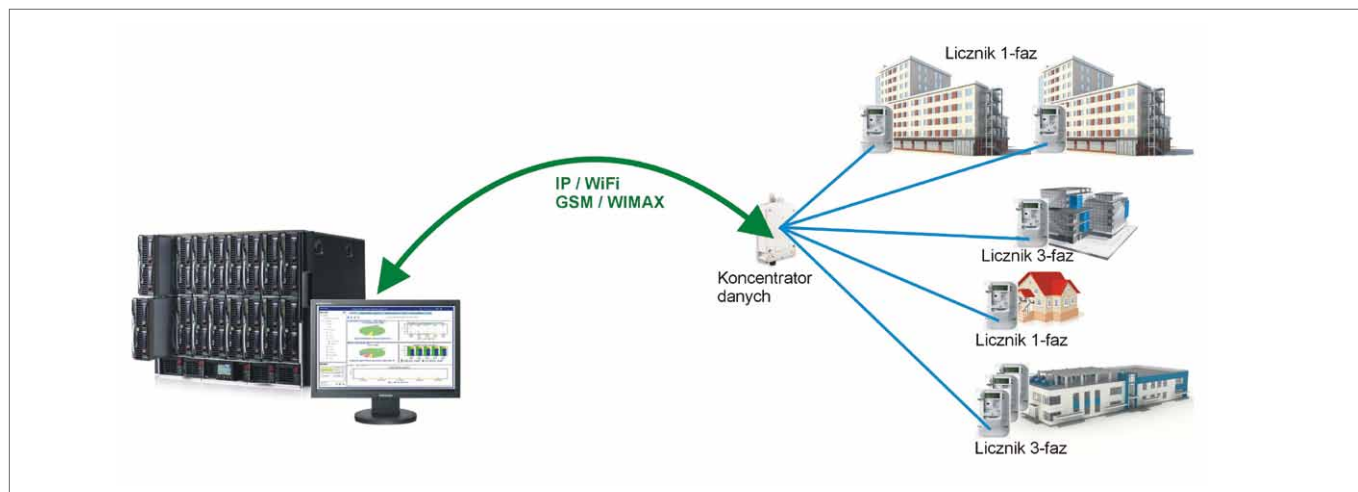 Licznik 1-faz
IP / WiFi
GSM / WIMAX
Koncentrator
danych
Licznik 3-faz
Licznik 1-faz
Licznik 3-faz